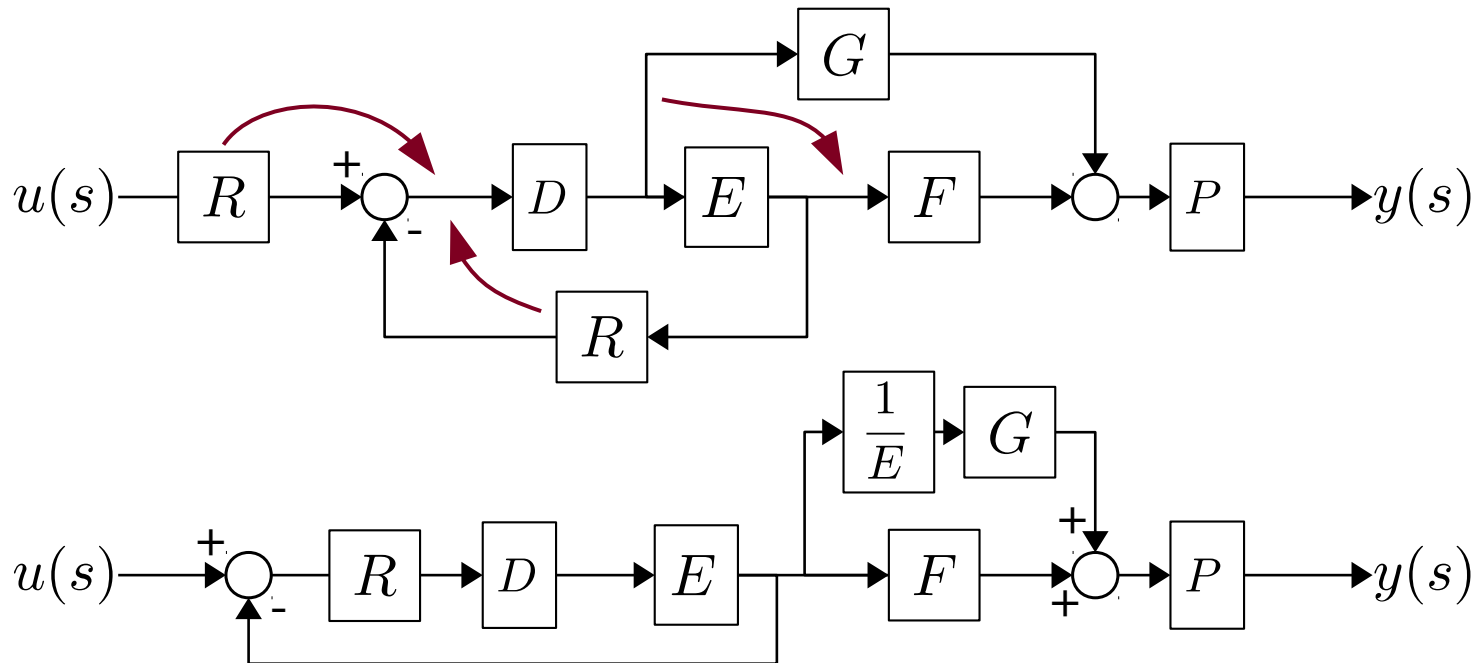 G
u(s) R + - D E F P y(s)
R
1
E
G
+
u(s) + - R D E F + P y(s)